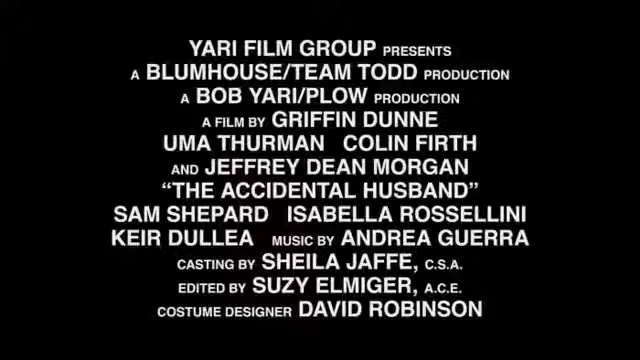 YARI FILM GROUP PRESENTS
A BLUMHOUSE/TEAM TODD PRODUCTION
A BOB YARI/PLOW PRODUCTION
A FILM BY GRIFFIN DUNNE
UMA THURMAN COLIN FIRTH
AND JEFFREY DEAN MORGAN
“THE ACCIDENTAL HUSBAND”
SAM SHEPARD ISABELLA ROSSELLINI
KEIR DULLEA MUSIC BY ANDREA GUERRA
CASTING BY SHEILA JAFFE, C.S.A.
EDITED BY SUZY ELMIGER, A.C.E.
COSTUME DESIGNER DAVID ROBINSON